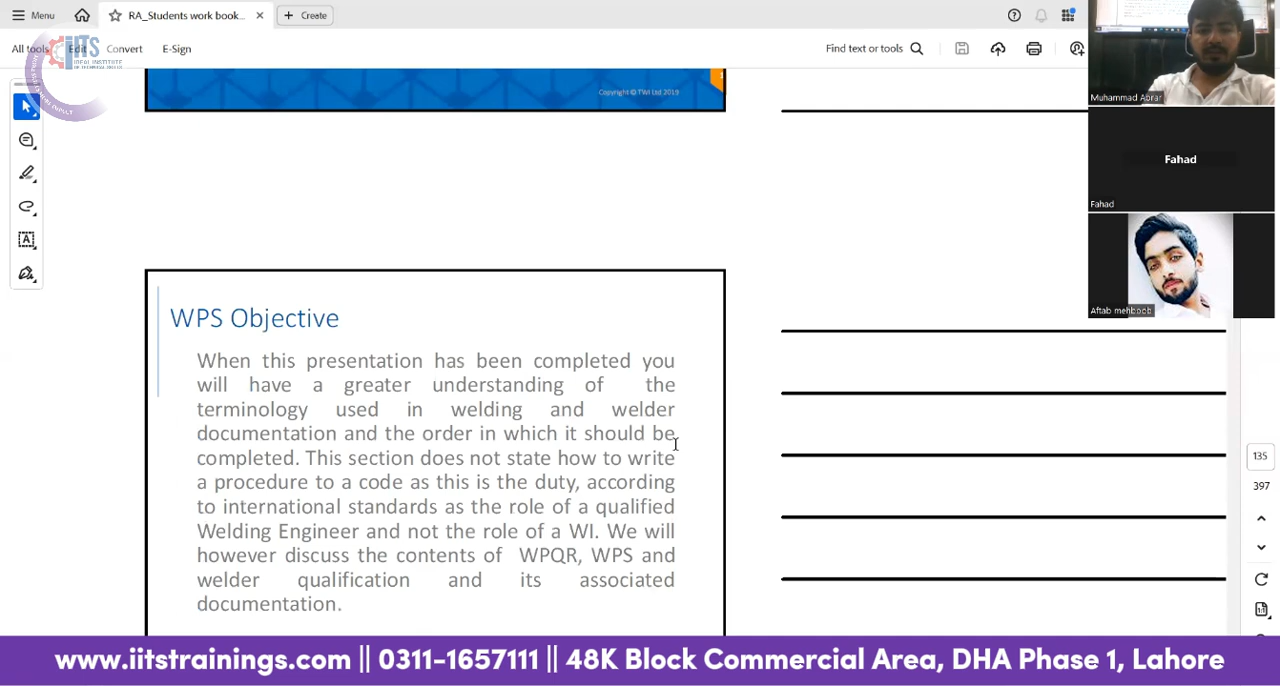 Menu
RA_Students work book...
Create
All tools
Edit
Convert
E-Sign
Find text or tools
IITS
IDEAL INSTITUTE
OF TECHNICAL SKILLS
Copyright © TWI Ltd 2019
Muhammad Abrar
Fahad
Fahad
Aftab mehboob
WPS Objective
When this presentation has been completed you
will have a greater understanding of the
terminology used in welding and welder
documentation and the order in which it should be
completed. This section does not state how to write
a procedure to a code as this is the duty, according
to international standards as the role of a qualified
Welding Engineer and not the role of a WI. We will
however discuss the contents of WPQR, WPS and
welder qualification and its associated
documentation.
135
397
www.iitstrainings.com || 0311-1657111 || 48K Block Commercial Area, DHA Phase 1, Lahore